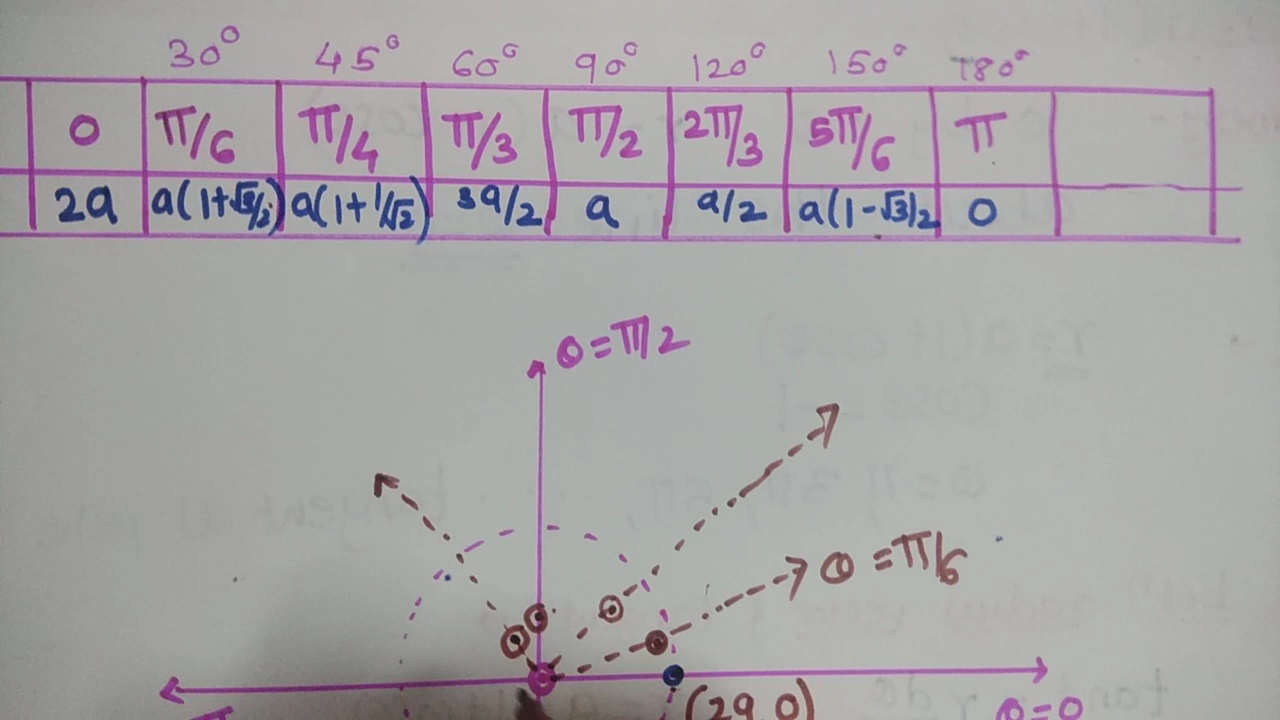 30° 45° 60° 90° 120° 150° 180°
0 π/6 π/4 π/3 π/2 2π/3 5π/6 π
2a a(1+√3/2) a(1+1/√2) 3a/2 a a/2 a(1-√3)2 0
θ=π/2
θ=π/6
(2a,0) θ=0